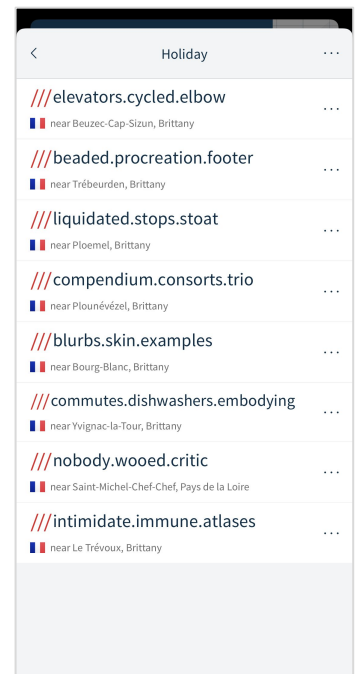 Holiday
///elevators.cycled.elbow
near Beuzec-Cap-Sizun, Brittany
///beaded.procreation.footer
near Trébeurden, Brittany
///liquidated.stops.stoat
near Ploemel, Brittany
///compendium.consorts.trio
near Plounévézel, Brittany
///blurbs.skin.examples
near Bourg-Blanc, Brittany
///commutes.dishwashers.embodying
near Yvignac-la-Tour, Brittany
///nobody.wooed.critic
near Saint-Michel-Chef-Chef, Pays de la Loire
///intimidate.immune.atlases
near Le Trévoux, Brittany